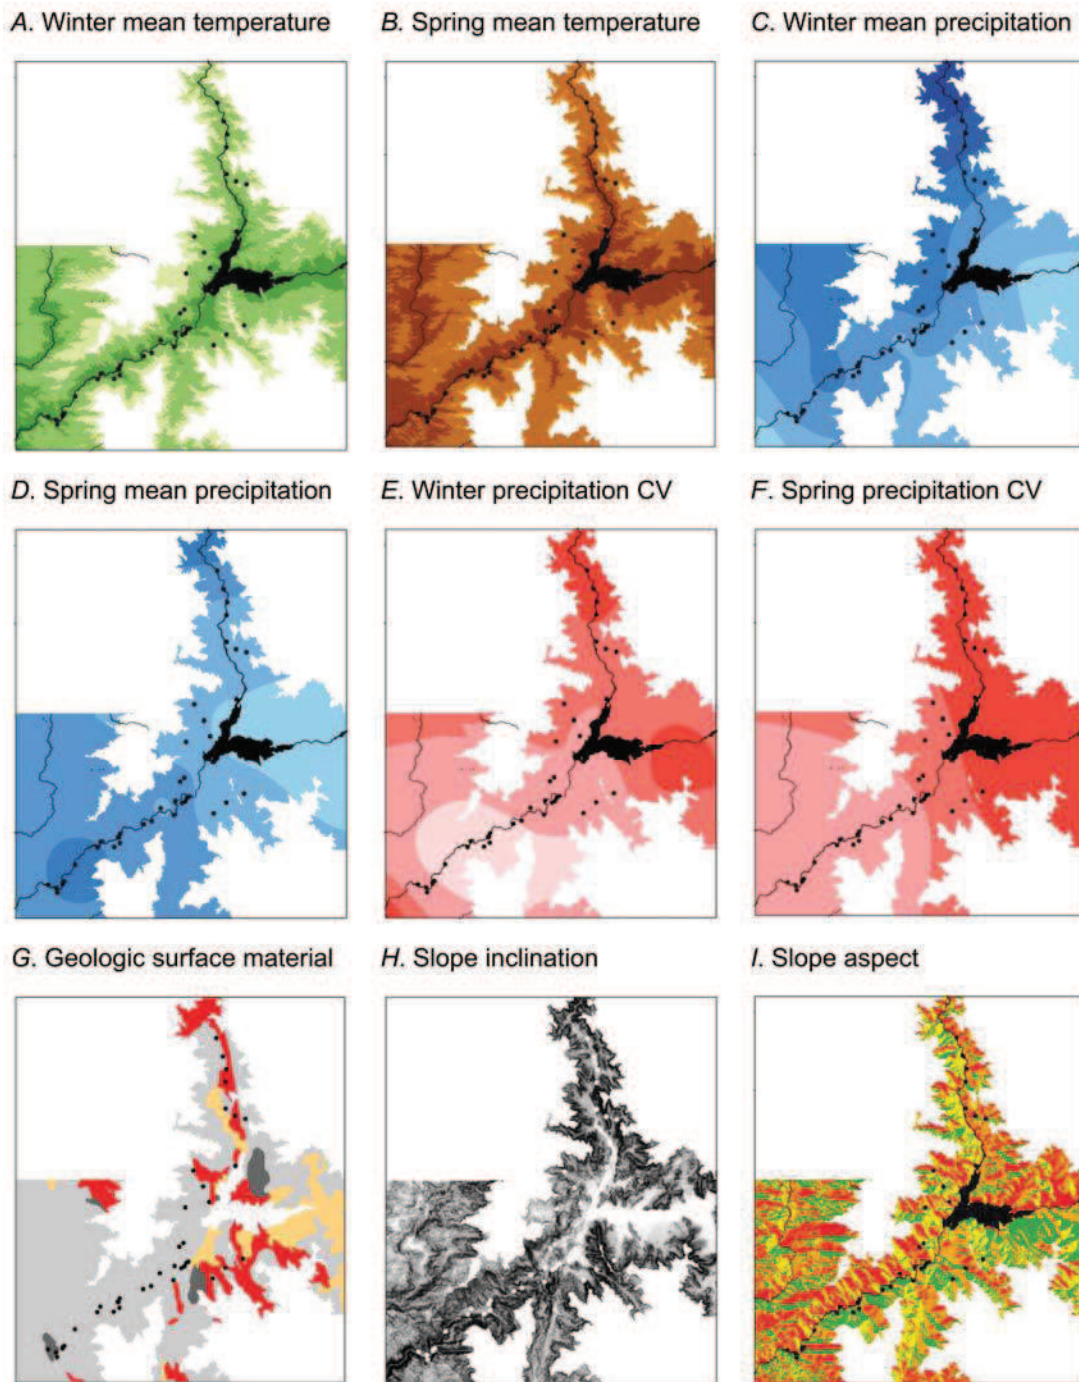 A. Winter mean temperature
B. Spring mean temperature
C. Winter mean precipitation
D. Spring mean precipitation
E. Winter precipitation CV
F. Spring precipitation CV
G. Geologic surface material
H. Slope inclination
I. Slope aspect